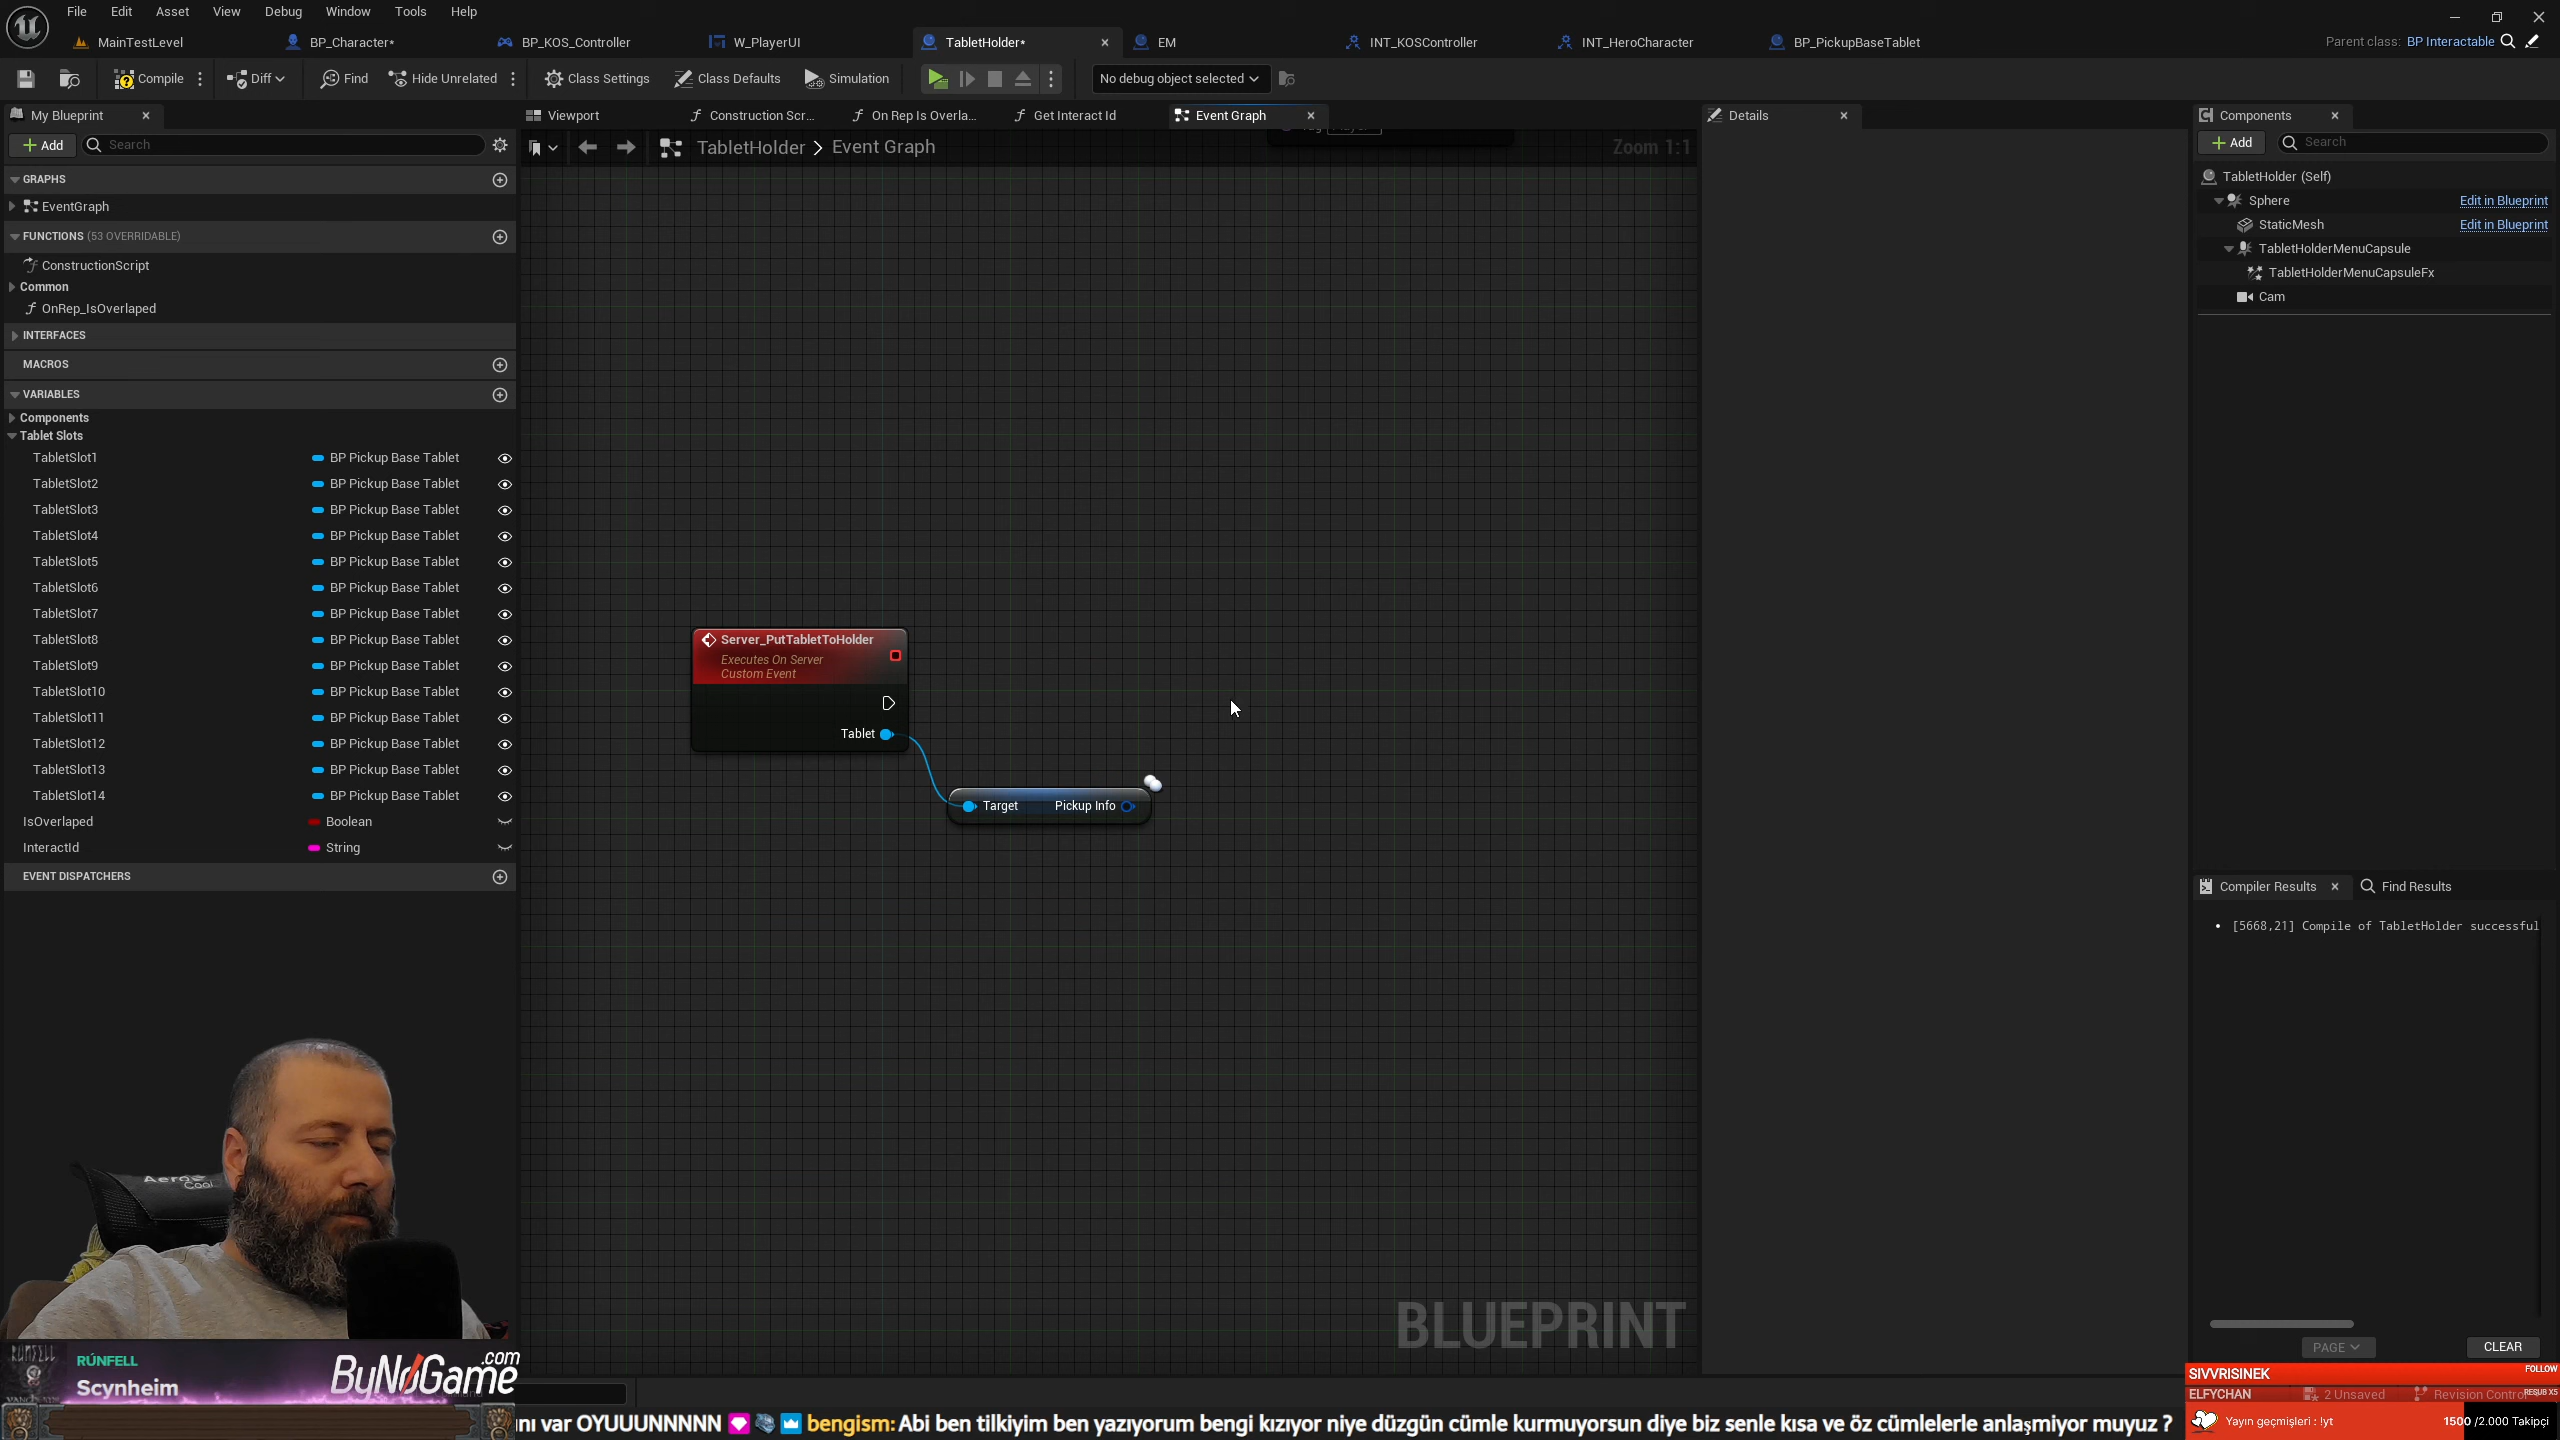 File Edit Asset View Debug Window Tools Help
MainTestLevel BP_Character* BP_KOS_Controller W_PlayerUI TabletHolder* EM INT_KOSController INT_HeroCharacter BP_PickupBaseTablet Parent class: BP Interactable
Compile Diff Find Hide Unrelated Class Settings Class Defaults Simulation No debug object selected
My Blueprint Viewport Construction Scr... On Rep Is Overla... Get Interact Id Event Graph Details Components
Add Search TabletHolder > Event Graph Zoom 1:1 Add Search
GRAPHS
EventGraph
FUNCTIONS (53 OVERRIDABLE)
ConstructionScript
Common
OnRep_IsOverlaped
INTERFACES
MACROS
VARIABLES
Components
Tablet Slots
TabletSlot1 BP Pickup Base Tablet
TabletSlot2 BP Pickup Base Tablet
TabletSlot3 BP Pickup Base Tablet
TabletSlot4 BP Pickup Base Tablet
TabletSlot5 BP Pickup Base Tablet
TabletSlot6 BP Pickup Base Tablet
TabletSlot7 BP Pickup Base Tablet
TabletSlot8 BP Pickup Base Tablet
TabletSlot9 BP Pickup Base Tablet
TabletSlot10 BP Pickup Base Tablet
TabletSlot11 BP Pickup Base Tablet
TabletSlot12 BP Pickup Base Tablet
TabletSlot13 BP Pickup Base Tablet
TabletSlot14 BP Pickup Base Tablet
IsOverlaped Boolean
InteractId String
EVENT DISPATCHERS
Server_PutTabletToHolder
Executes On Server
Custom Event
Tablet
Target Pickup Info
BLUEPRINT
TabletHolder (Self)
Sphere Edit in Blueprint
StaticMesh Edit in Blueprint
TabletHolderMenuCapsule
TabletHolderMenuCapsuleFx
Cam
Compiler Results Find Results
[5668,21] Compile of TabletHolder successful
PAGE CLEAR
Aero Cool
RÚNFELL
Scynheim
ByNoGame.com
SIVVRISINEK FOLLOW
ELFYCHAN 2 Unsaved Revision Control RESUB X5
Yayın geçmişleri : !yt 1500 /2.000 Takipçi
ını var OYUUUNNNNN bengism: Abi ben tilkiyim ben yazıyorum bengi kızıyor niye düzgün cümle kurmuyorsun diye biz senle kısa ve öz cümlelerle anlaşmiyor muyuz ?